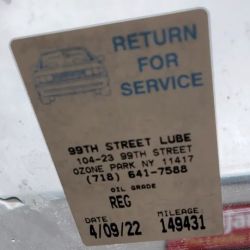 RETURN
FOR
SERVICE
99TH STREET LUBE
104-23 99TH STREET
OZONE PARK NY 11417
(718) 641-7588
OIL GRADE
REG
DATE MILEAGE
4/09/22 149431